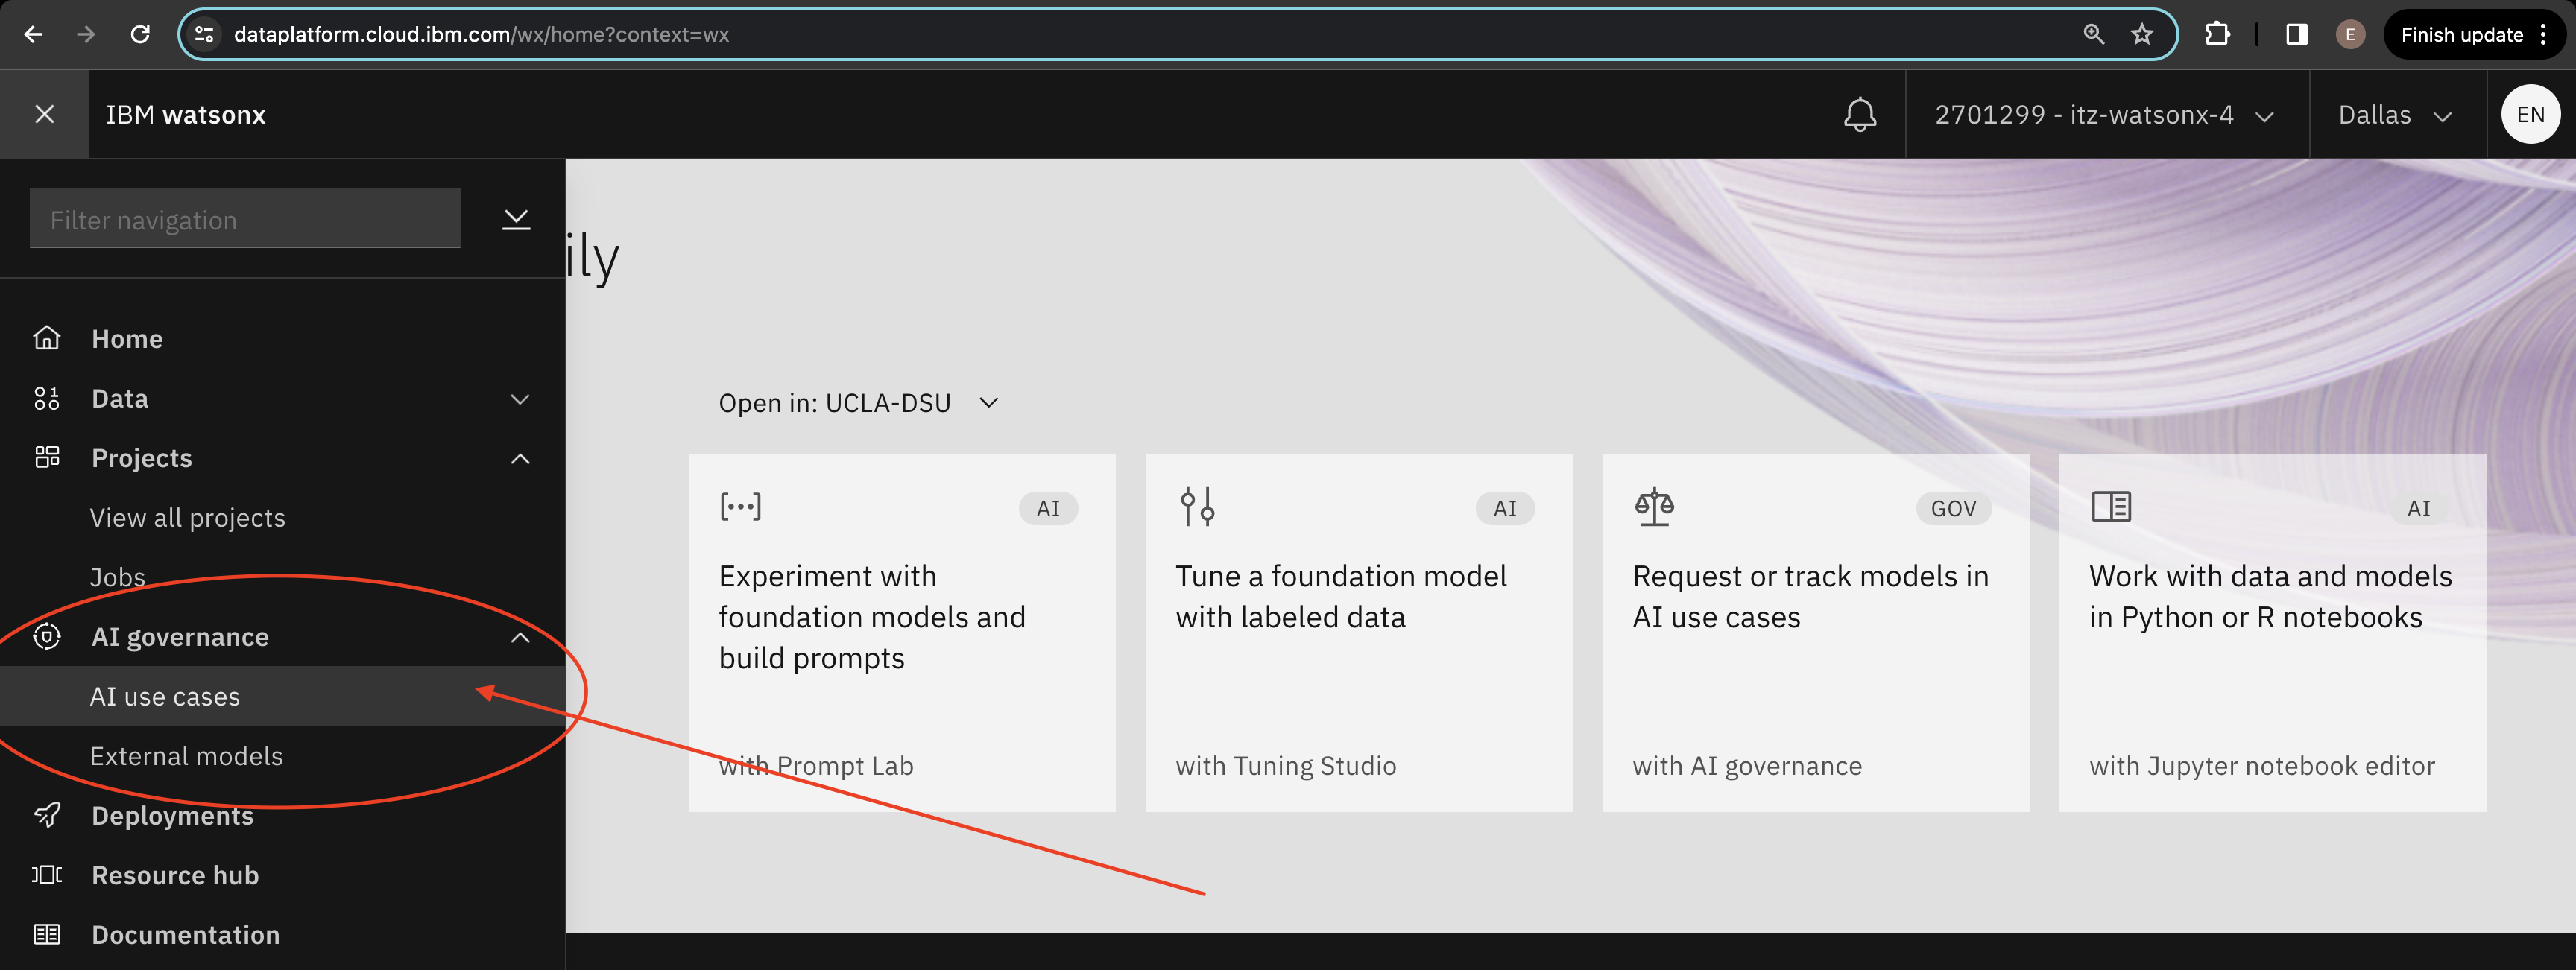 dataplatform.cloud.ibm.com/wx/home?context=wx
E
Finish update
IBM watsonx
2701299 - itz-watsonx-4
Dallas
EN
Filter navigation
ily
Home
Data
Projects
View all projects
Jobs
AI governance
AI use cases
External models
Deployments
Resource hub
Documentation
Open in: UCLA-DSU
AI
Experiment with
foundation models and
build prompts
with Prompt Lab
AI
Tune a foundation model
with labeled data
with Tuning Studio
GOV
Request or track models in
AI use cases
with AI governance
AI
Work with data and models
in Python or R notebooks
with Jupyter notebook editor